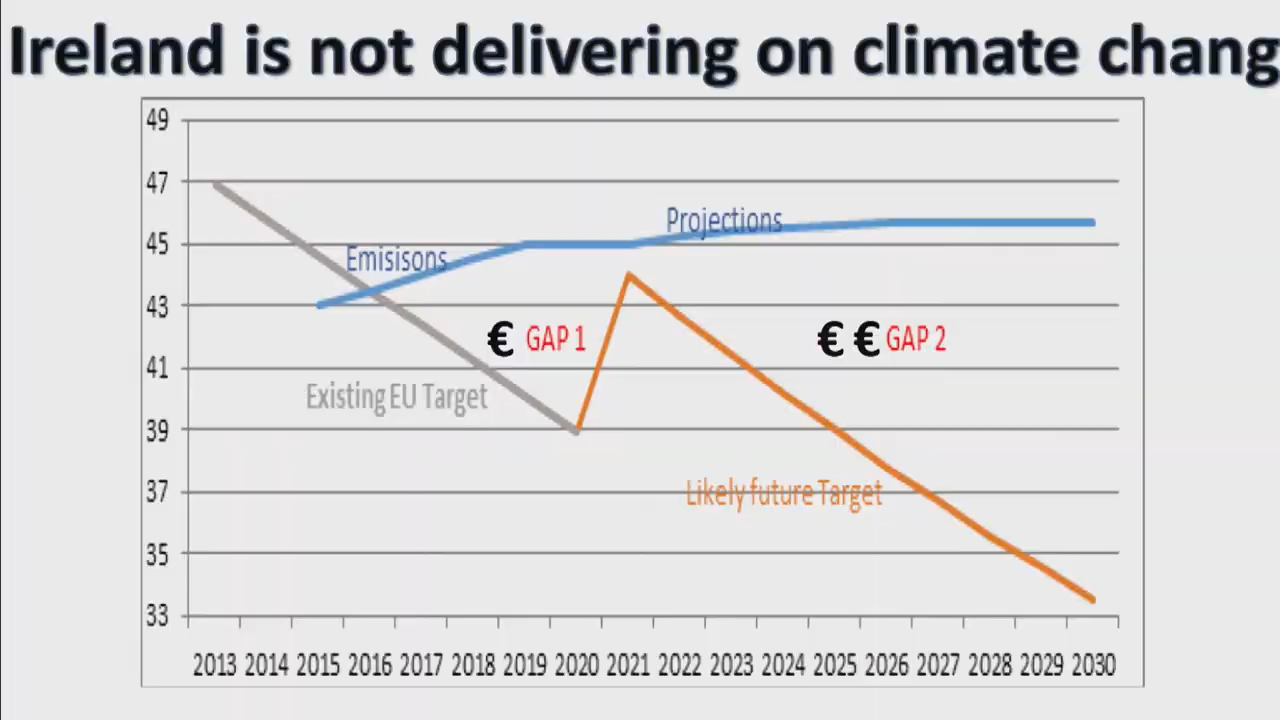 Ireland is not delivering on climate chang
49
47
Projections
45
Emisisons
43
€ GAP 1
€ € GAP 2
41
Existing EU Target
39
37
Likely future Target
35
33
2013 2014 2015 2016 2017 2018 2019 2020 2021 2022 2023 2024 2025 2026 2027 2028 2029 2030